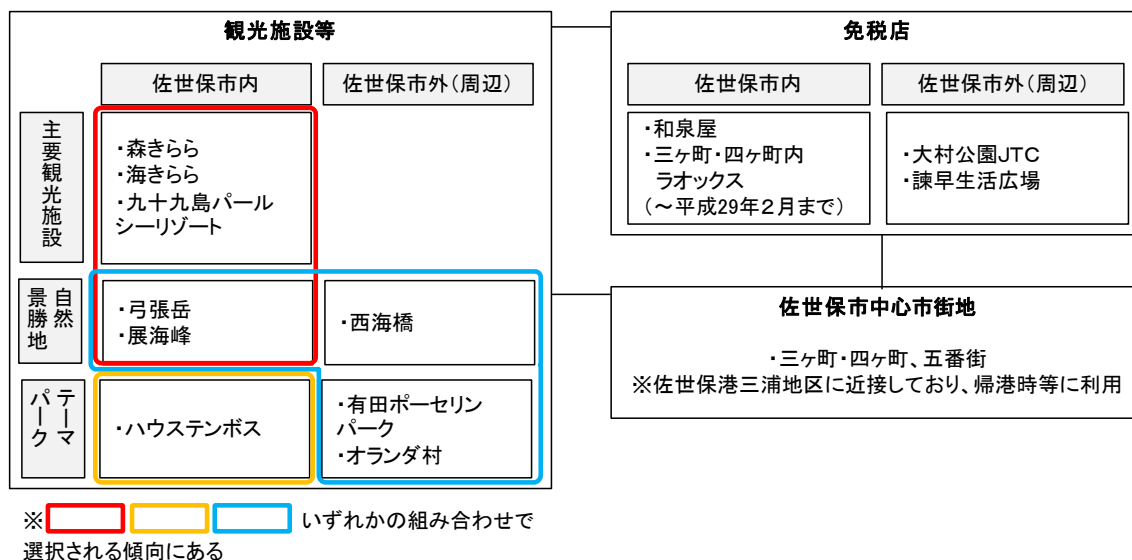 観光施設等
佐世保市内
佐世保市外(周辺)
主要観光施設
・森きらら
・海きらら
・九十九島パール
シーリゾート
自然
景勝地
・弓張岳
・展海峰
・西海橋
テーマ
パーク
・ハウステンボス
・有田ポーセリン
パーク
・オランダ村
※
いずれかの組み合わせで
選択される傾向にある
免税店
佐世保市内
佐世保市外(周辺)
・和泉屋
・三ヶ町・四ヶ町内
ラオックス
(~平成29年2月まで)
・大村公園JTC
・諫早生活広場
佐世保市中心市街地
・三ヶ町・四ヶ町、五番街
※佐世保港三浦地区に近接しており、帰港時等に利用